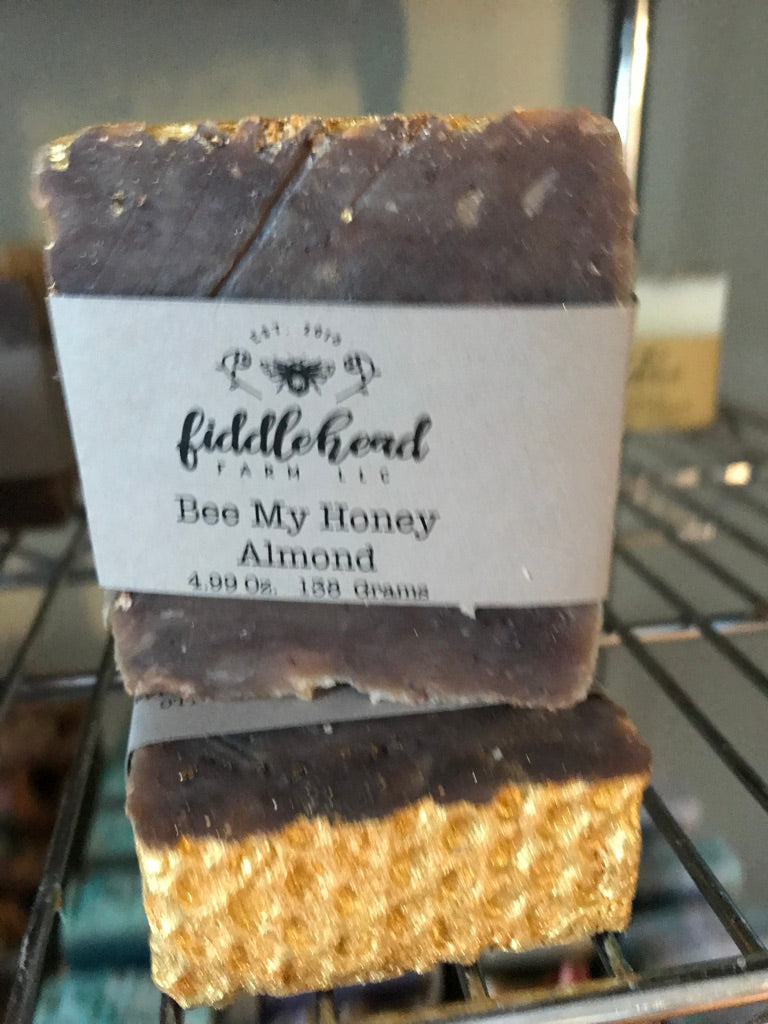 fiddlehead
FARM LLC
Bee My Honey
Almond
4.99 Oz. 138 Grams